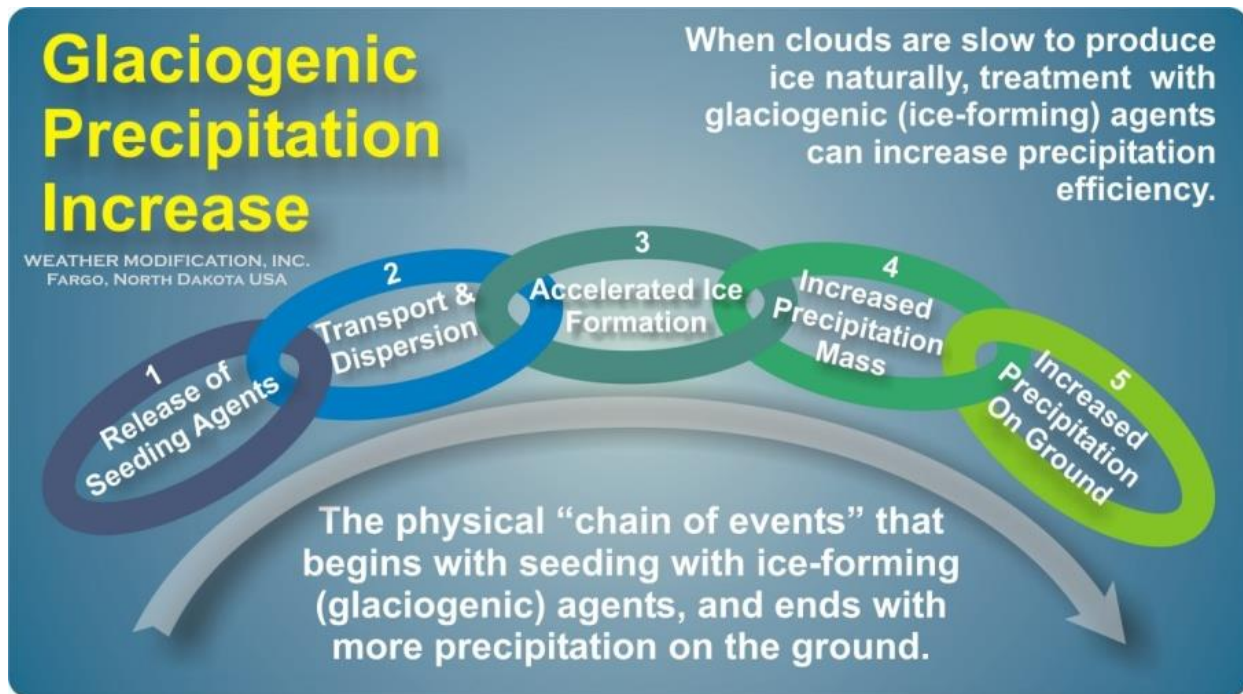 Glaciogenic
Precipitation
Increase
WEATHER MODIFICATION, INC.
FARGO, NORTH DAKOTA USA
When clouds are slow to produce
ice naturally, treatment with
glaciogenic (ice-forming) agents
can increase precipitation
efficiency.
1
Release of
Seeding Agents
2
Transport &
Dispersion
3
Accelerated Ice
Formation
4
Increased
Precipitation
Mass
5
Increased
Precipitation
On Ground
The physical “chain of events” that
begins with seeding with ice-forming
(glaciogenic) agents, and ends with
more precipitation on the ground.